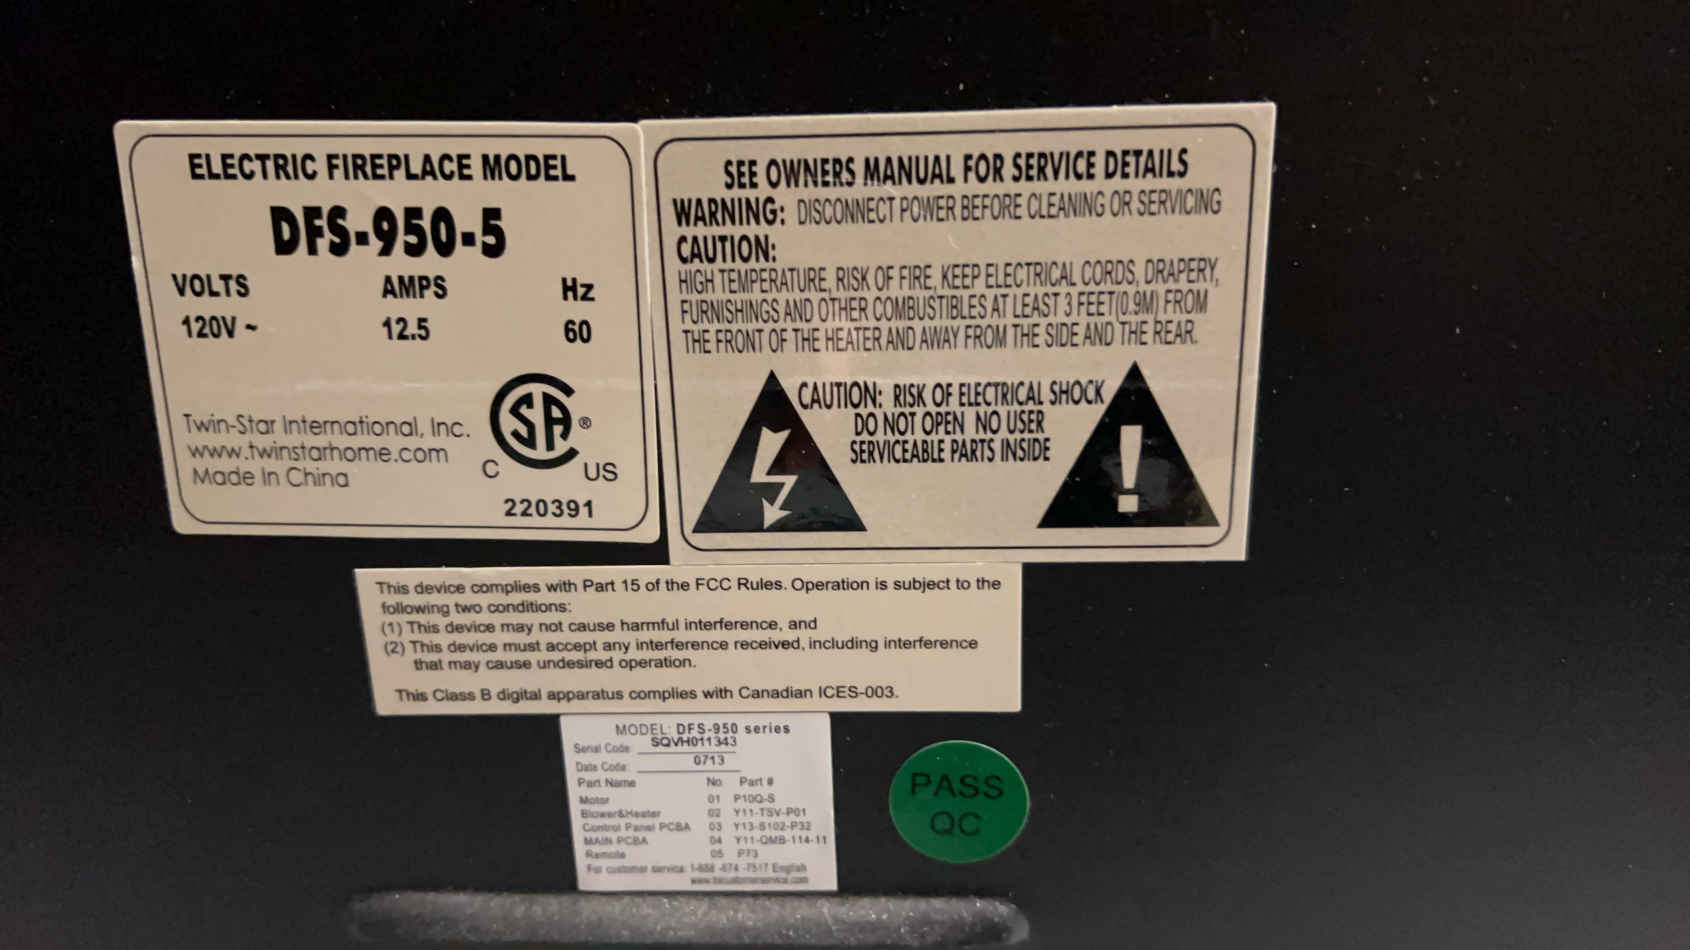 ELECTRIC FIREPLACE MODEL
DFS-950-5
VOLTS AMPS Hz
120V ~ 12.5 60
Twin-Star International, Inc.
www.twinstarhome.com
Made In China
SA ®
C US
220391
SEE OWNERS MANUAL FOR SERVICE DETAILS
WARNING: DISCONNECT POWER BEFORE CLEANING OR SERVICING
CAUTION:
HIGH TEMPERATURE, RISK OF FIRE, KEEP ELECTRICAL CORDS, DRAPERY,
FURNISHINGS AND OTHER COMBUSTIBLES AT LEAST 3 FEET(0.9M) FROM
THE FRONT OF THE HEATER AND AWAY FROM THE SIDE AND THE REAR.
CAUTION: RISK OF ELECTRICAL SHOCK
DO NOT OPEN NO USER
SERVICEABLE PARTS INSIDE
!
This device complies with Part 15 of the FCC Rules. Operation is subject to the
following two conditions:
(1) This device may not cause harmful interference, and
(2) This device must accept any interference received, including interference
that may cause undesired operation.
This Class B digital apparatus complies with Canadian ICES-003.
MODEL: DFS-950 series
Serial Code: SQVH011343
Date Code: 0713
Part Name No Part #
Motor 01 P10Q-S
Blower&Heater 02 Y11-TSV-P01
Control Panel PCBA 03 Y13-S102-P32
MAIN PCBA 04 Y11-QMB-114-11
Remote 05 P73
For customer service: 1-888 -674 -7517 English
PASS
QC